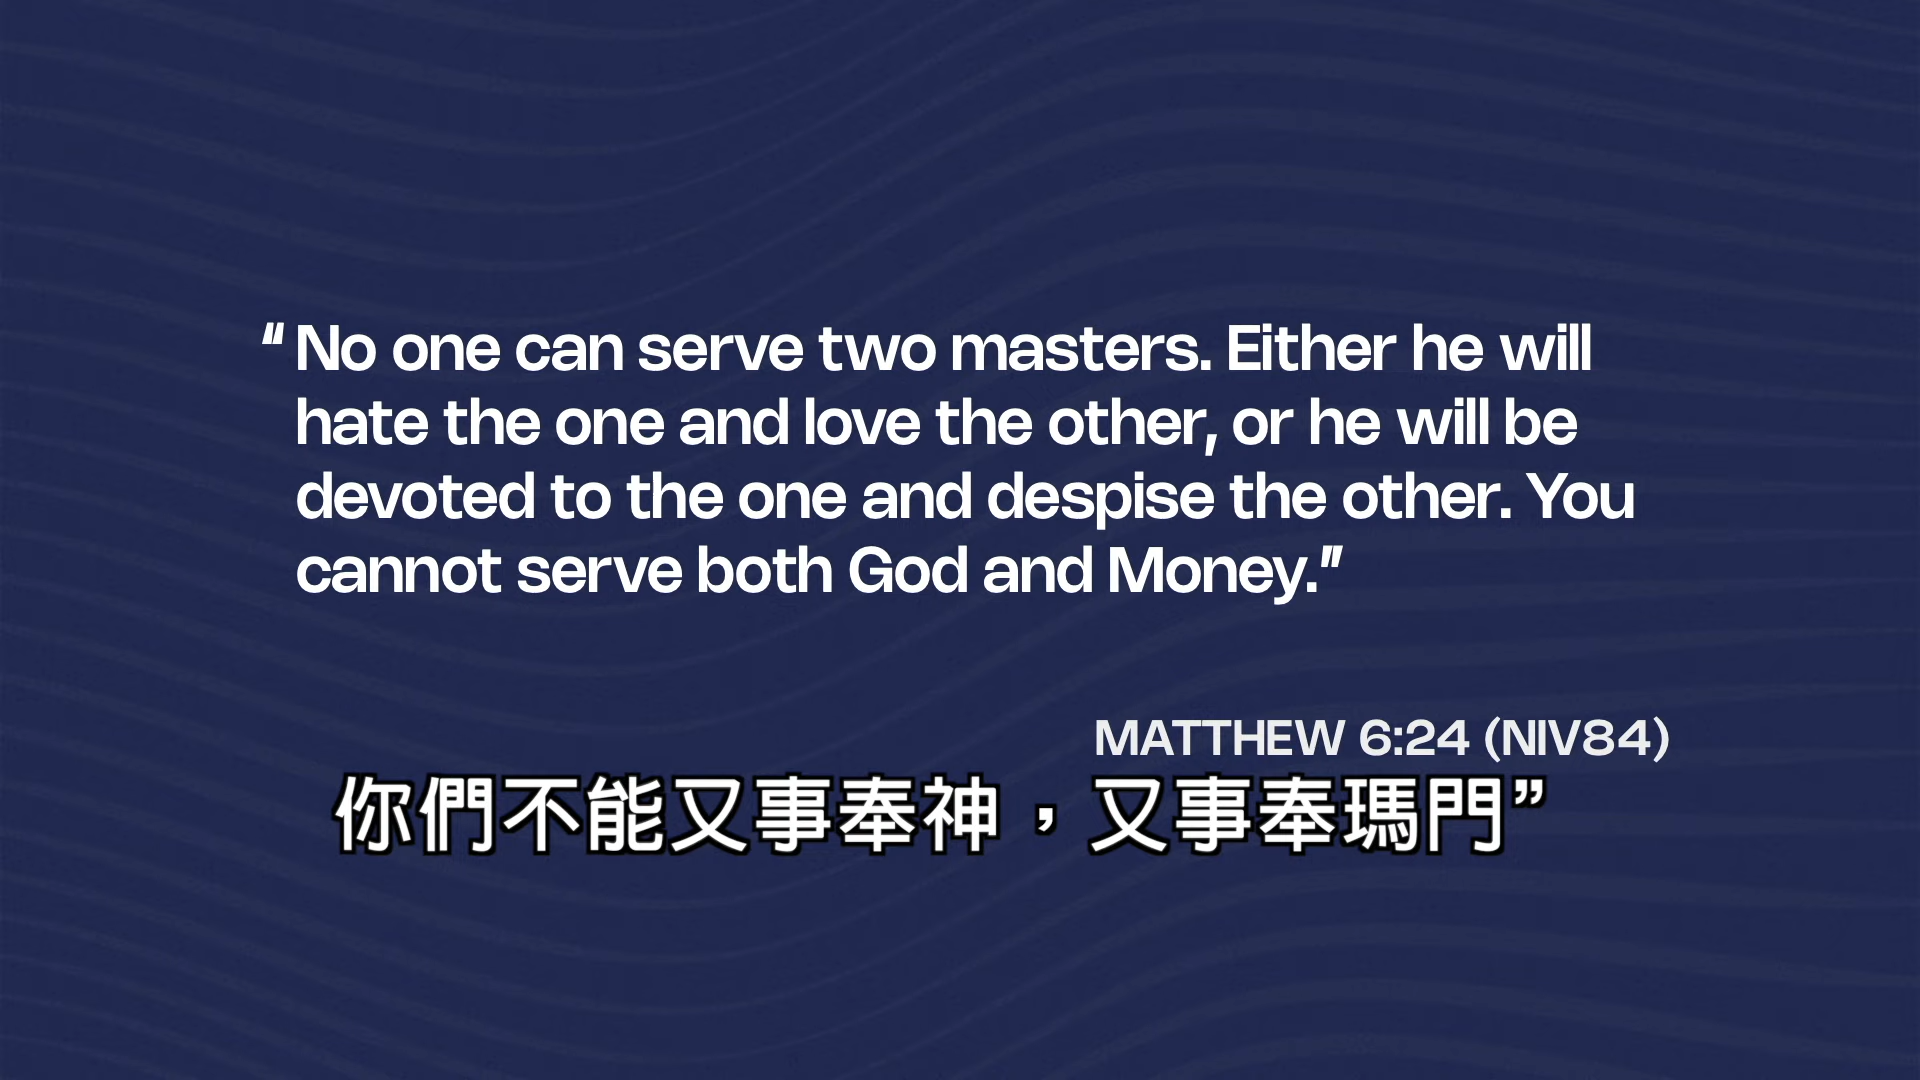 "No one can serve two masters. Either he will
hate the one and love the other, or he will be
devoted to the one and despise the other. You
cannot serve both God and Money."
MATTHEW 6:24 (NIV84)
你們不能又事奉神，又事奉瑪門”